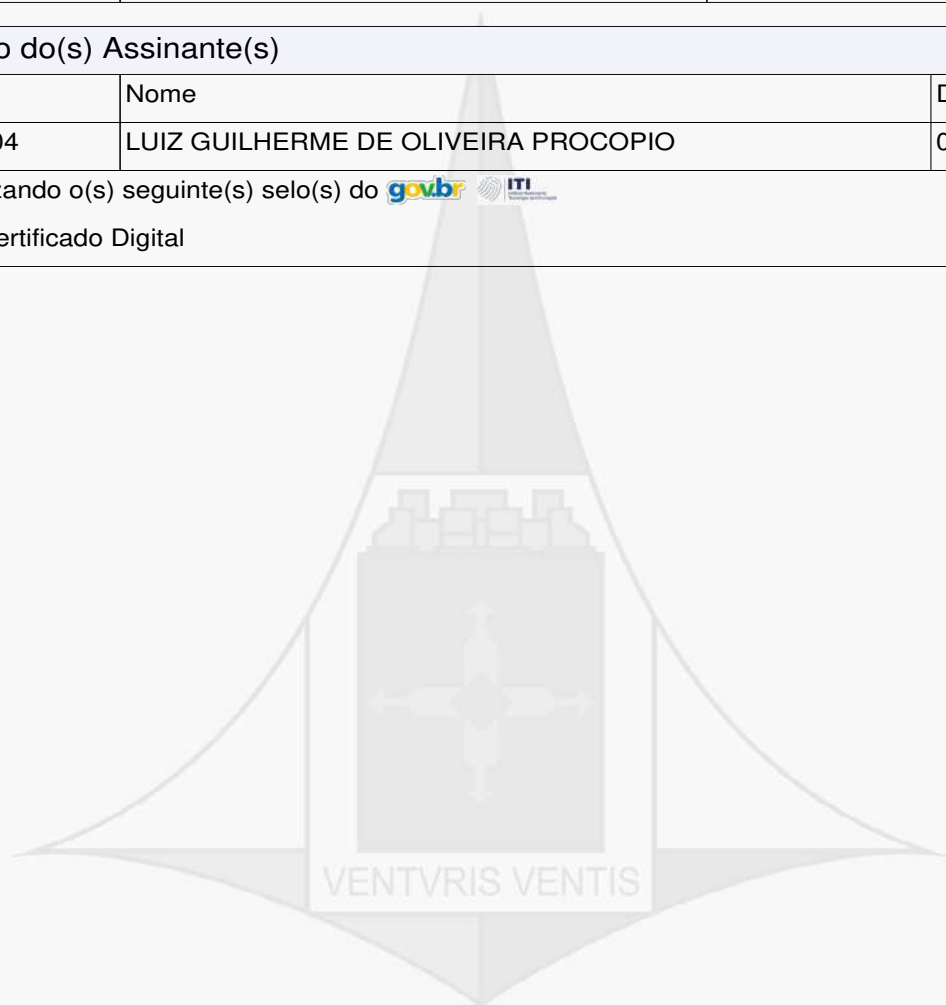 o do(s) Assinante(s)
Nome D
04 LUIZ GUILHERME DE OLIVEIRA PROCOPIO 0
zando o(s) seguinte(s) selo(s) do gov.br ITI
ertificado Digital
VENTVRIS VENTIS